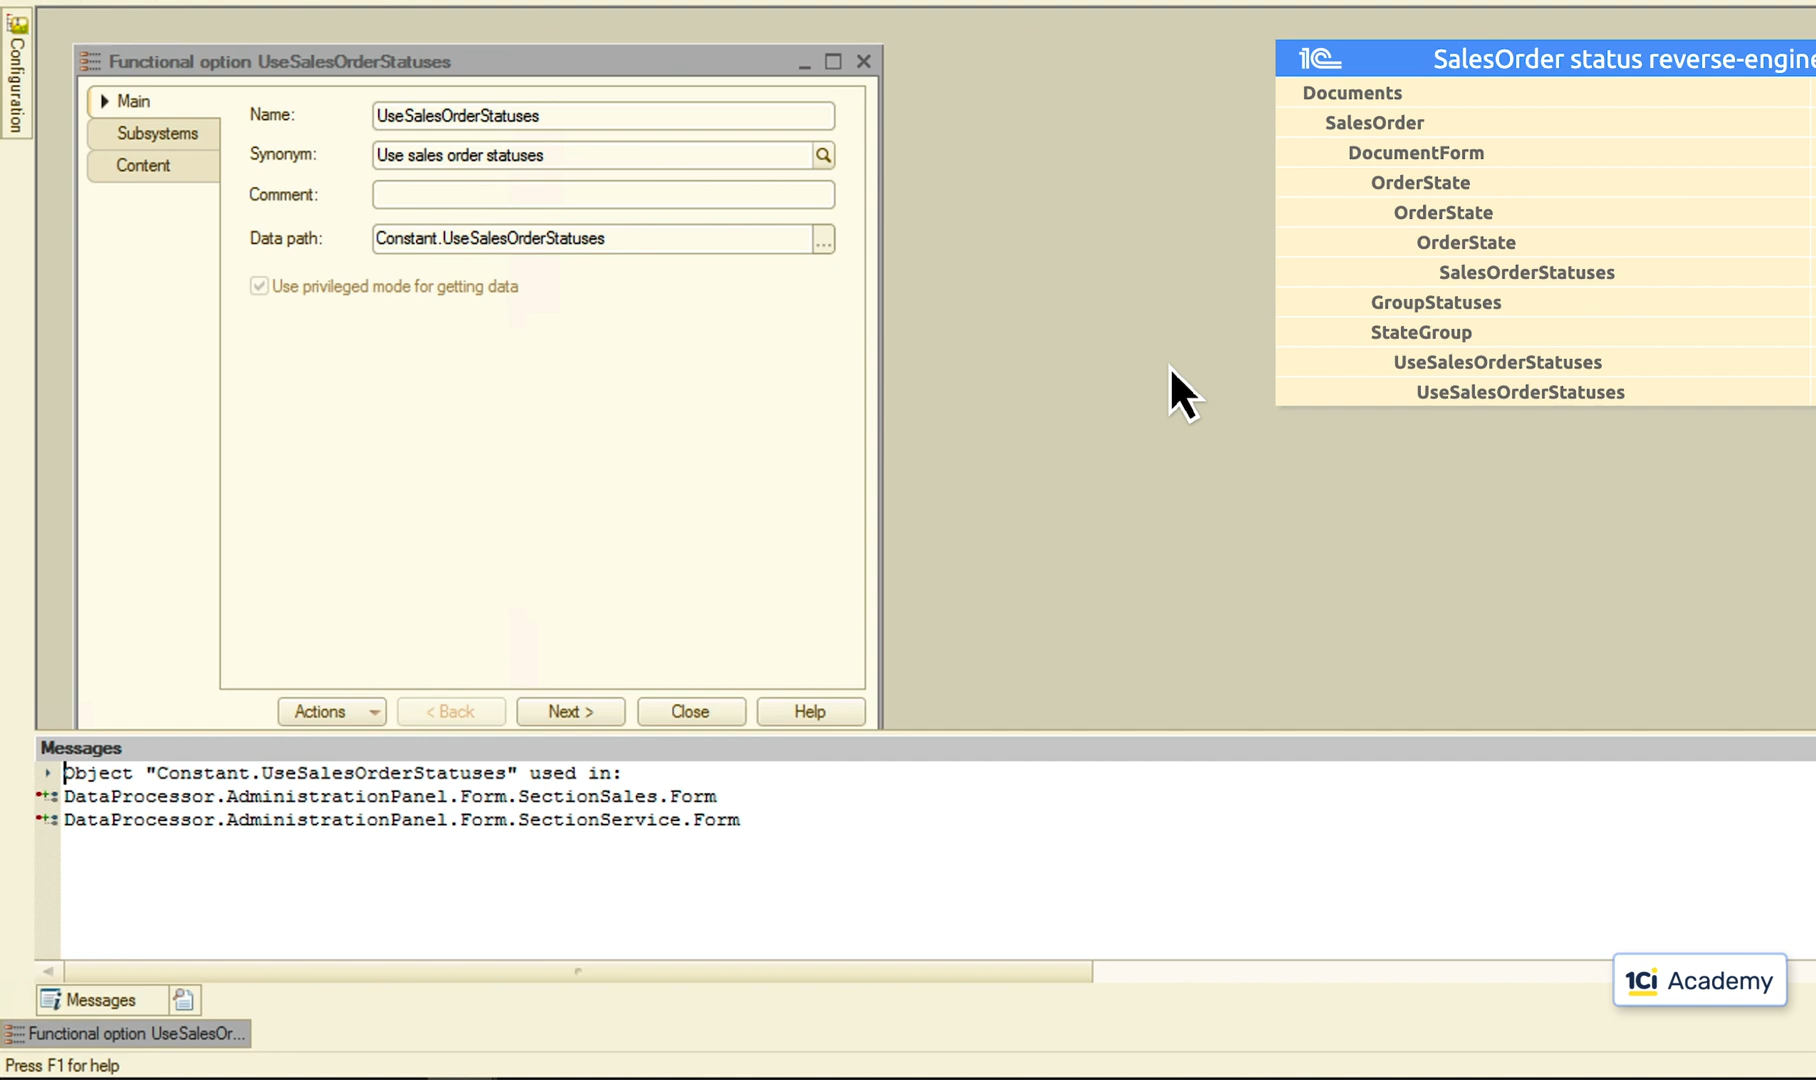 Configuration
Functional option UseSalesOrderStatuses
Main
Subsystems
Content
Name:
UseSalesOrderStatuses
Synonym:
Use sales order statuses
Comment:
Data path:
Constant.UseSalesOrderStatuses
...
Use privileged mode for getting data
Actions
< Back
Next >
Close
Help
1C
SalesOrder status reverse-engine
Documents
SalesOrder
DocumentForm
OrderState
OrderState
OrderState
SalesOrderStatuses
GroupStatuses
StateGroup
UseSalesOrderStatuses
UseSalesOrderStatuses
Messages
Object "Constant.UseSalesOrderStatuses" used in:
DataProcessor.AdministrationPanel.Form.SectionSales.Form
DataProcessor.AdministrationPanel.Form.SectionService.Form
1Ci Academy
Messages
Functional option UseSalesOr...
Press F1 for help